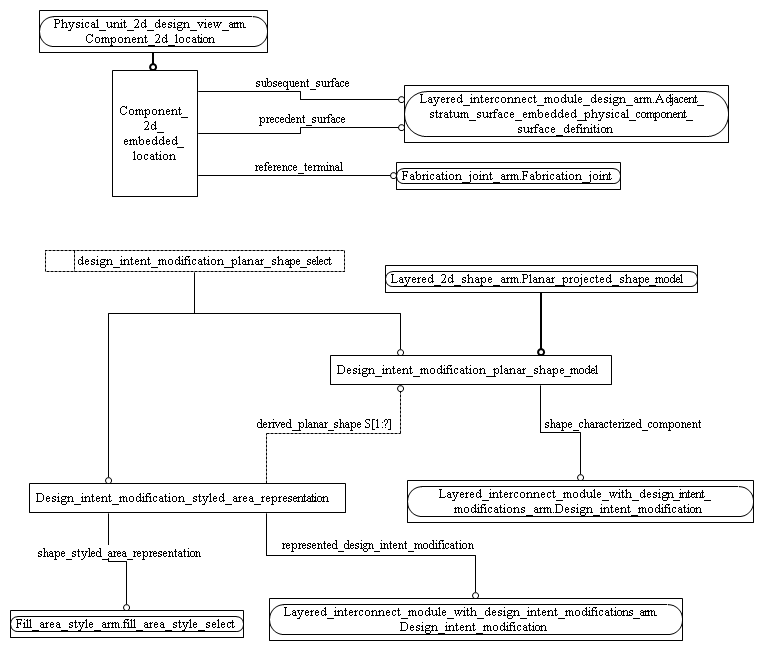 Physical_unit_2d_design_view_arm.
Component_2d_location
Component_
2d_
embedded_
location
subsequent_surface
precedent_surface
reference_terminal
Layered_interconnect_module_design_arm.Adjacent_
stratum_surface_embedded_physical_component_
surface_definition
Fabrication_joint_arm.Fabrication_joint
design_intent_modification_planar_shape_select
Layered_2d_shape_arm.Planar_projected_shape_model
Design_intent_modification_planar_shape_model
derived_planar_shape S[1:?]
shape_characterized_component
Design_intent_modification_styled_area_representation
Layered_interconnect_module_with_design_intent_
modifications_arm.Design_intent_modification
shape_styled_area_representation
represented_design_intent_modification
Fill_area_style_arm.fill_area_style_select
Layered_interconnect_module_with_design_intent_modifications_arm.
Design_intent_modification